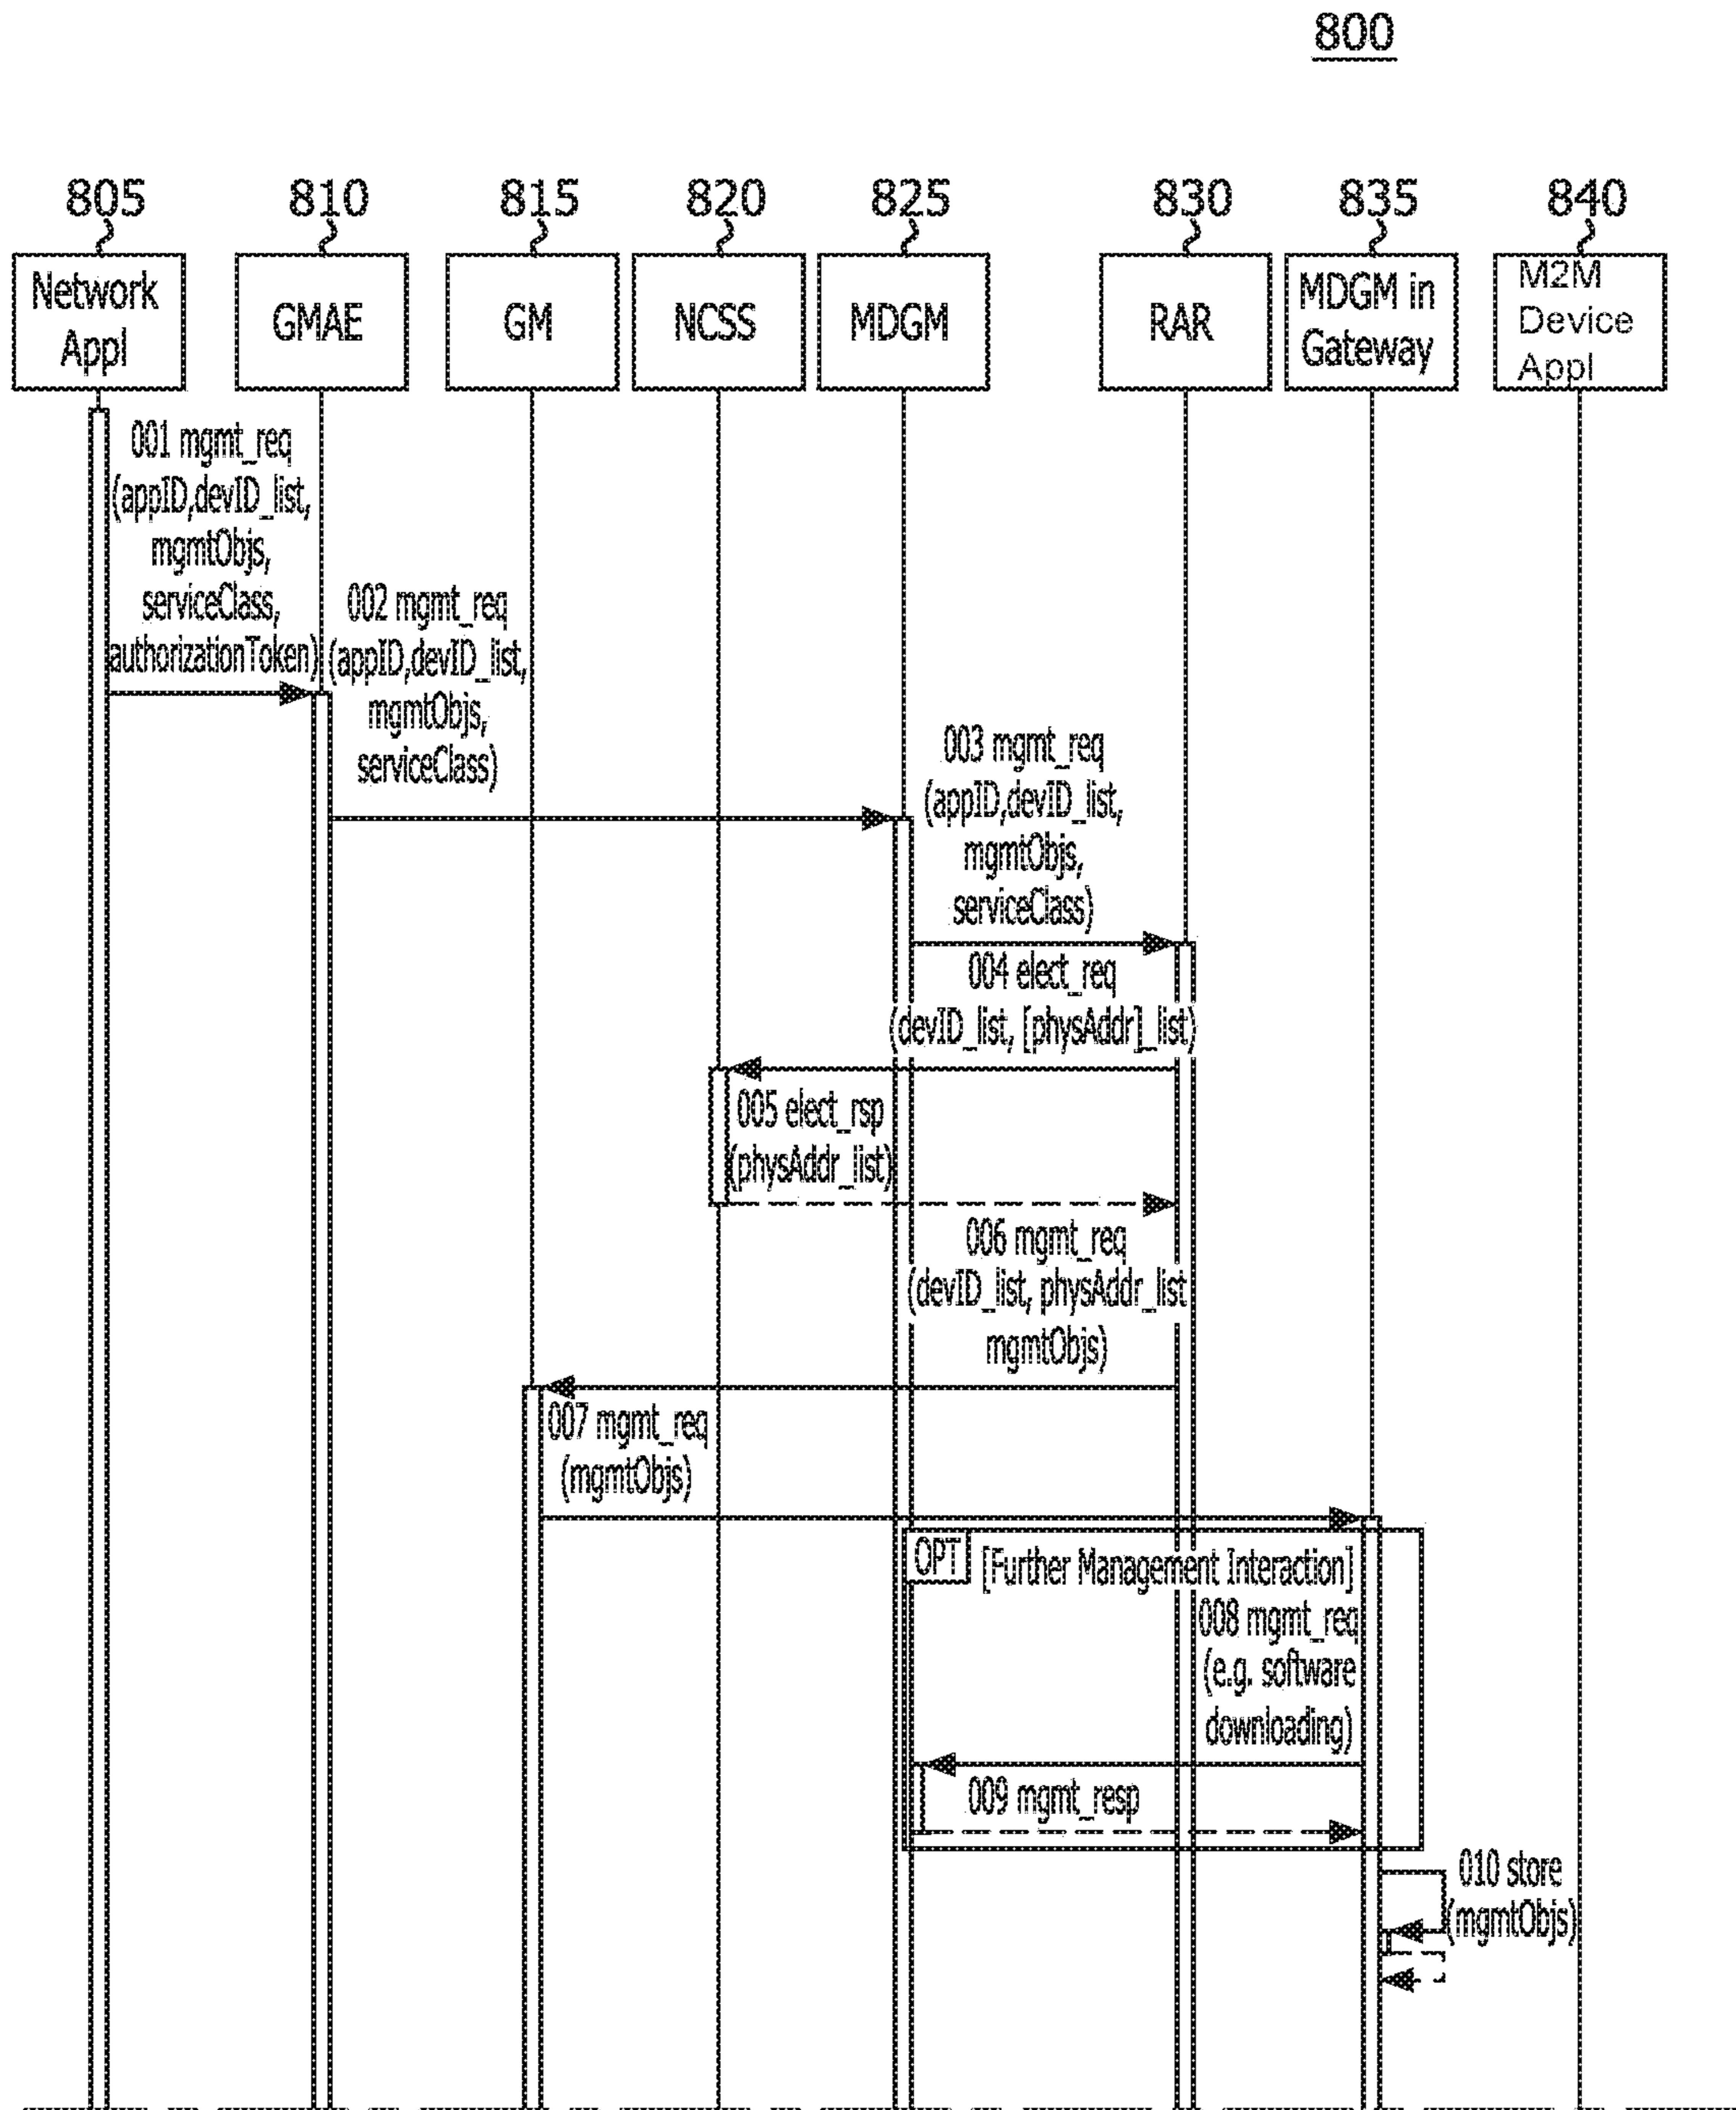 800
805
810
815
820
825
830
835
840
Network
Appl
GMAE
GM
NCSS
MDGM
RAR
MDGM in
Gateway
M2M
Device
Appl
001 mgmt_req
(appID,devID_list,
mgmtObjs,
serviceClass,
authorizationToken)
002 mgmt_req
(appID,devID_list,
mgmtObjs,
serviceClass)
003 mgmt_req
(appID,devID_list,
mgmtObjs,
serviceClass)
004 elect_req
(devID_list, [physAddr]_list)
005 elect_rsp
(physAddr_list)
006 mgmt_req
(devID_list, physAddr_list
mgmtObjs)
007 mgmt_req
(mgmtObjs)
OPT
[Further Management Interaction]
008 mgmt_req
(e.g. software
downloading)
009 mgmt_resp
010 store
(mgmtObjs)